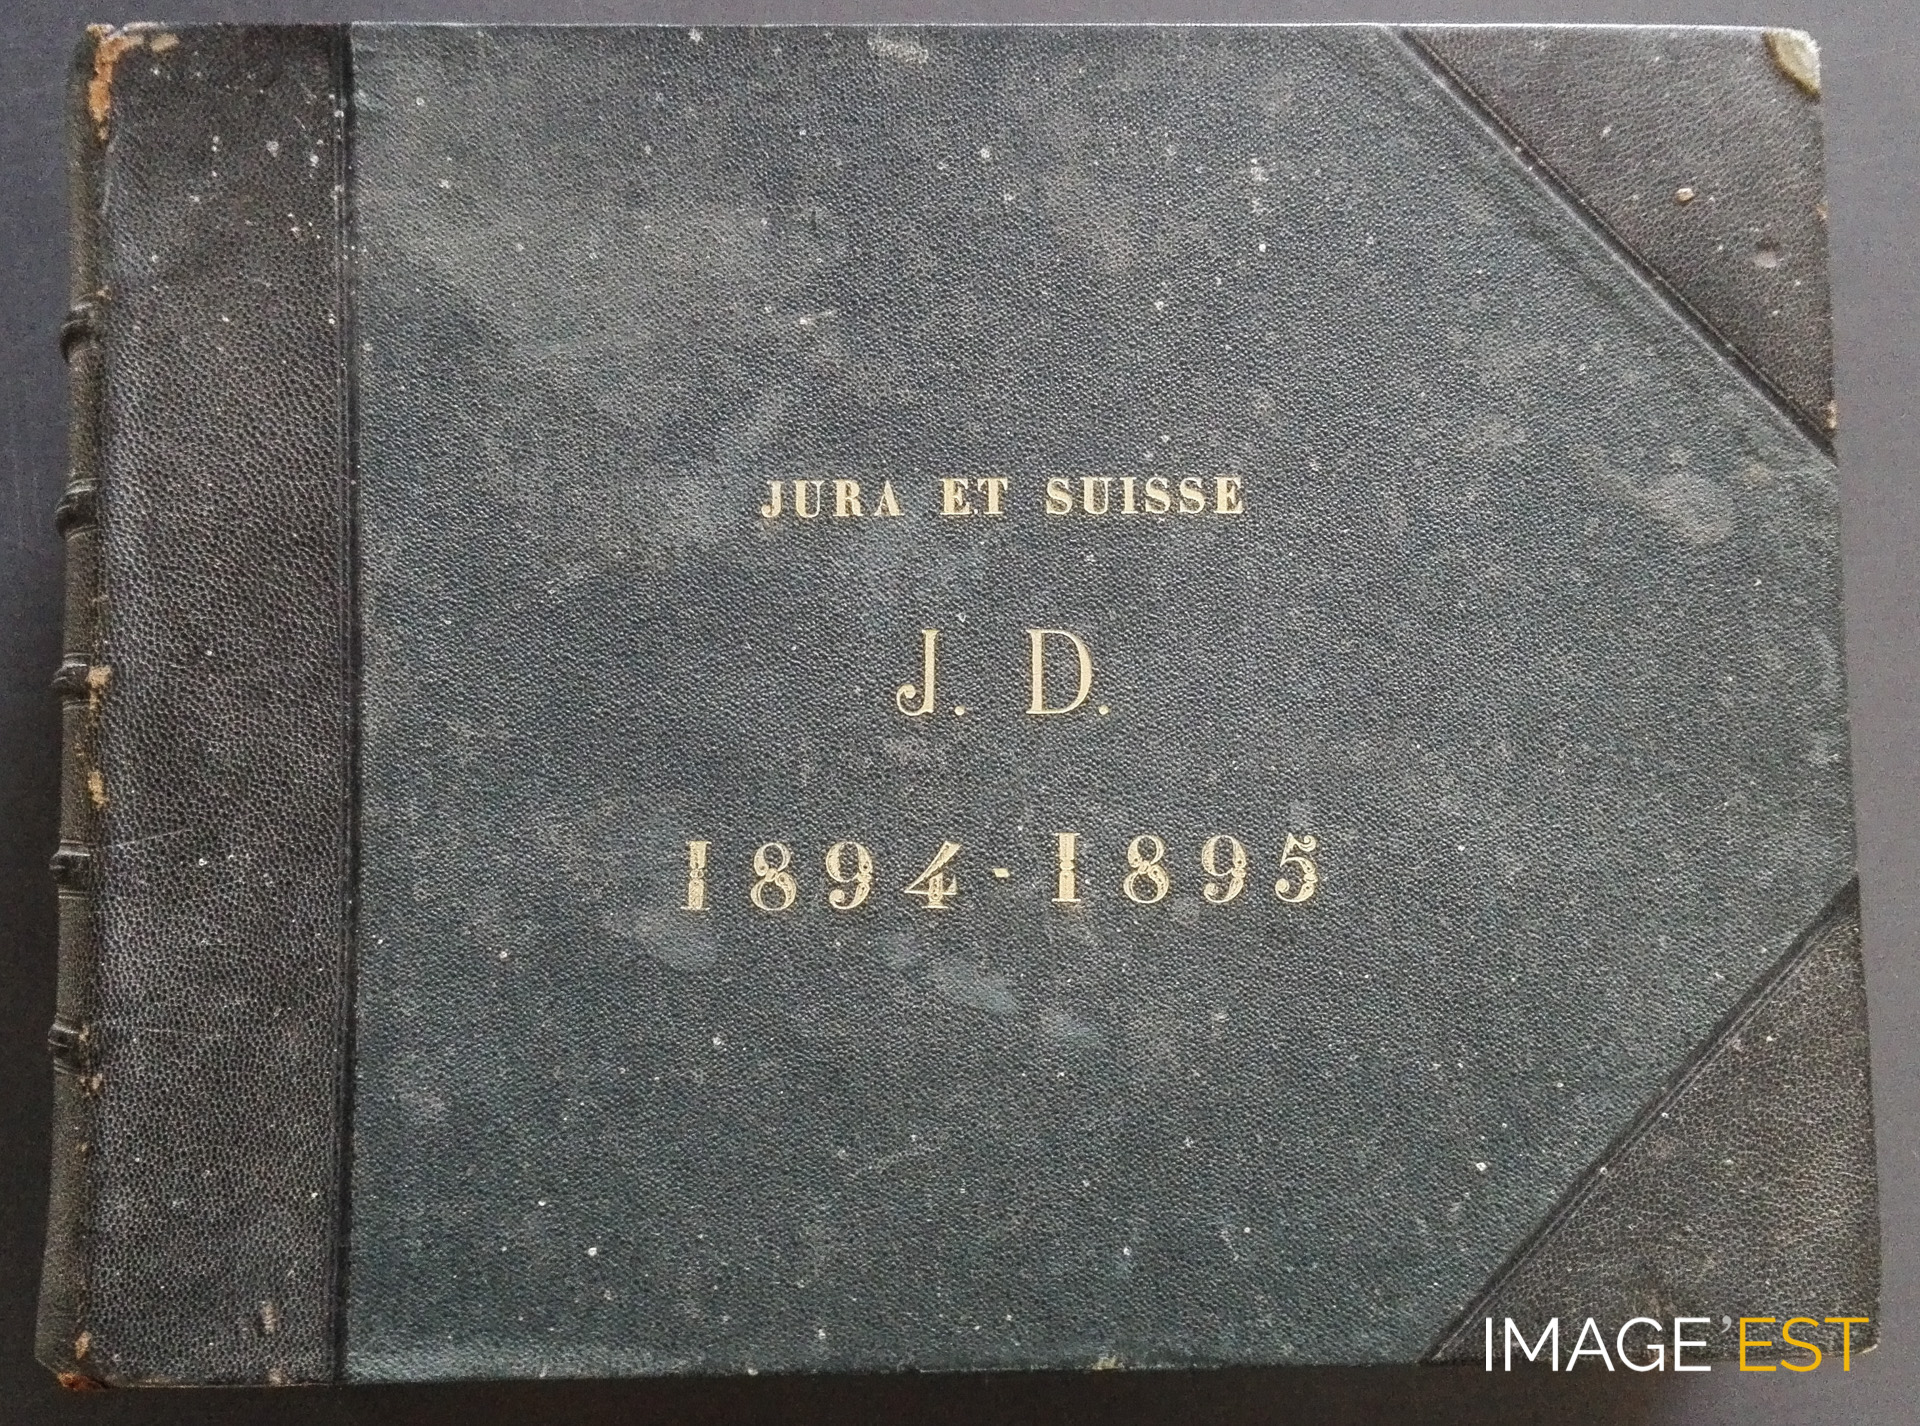 JURA ET SUISSE
J. D.
1894-1895
IMAGE'EST